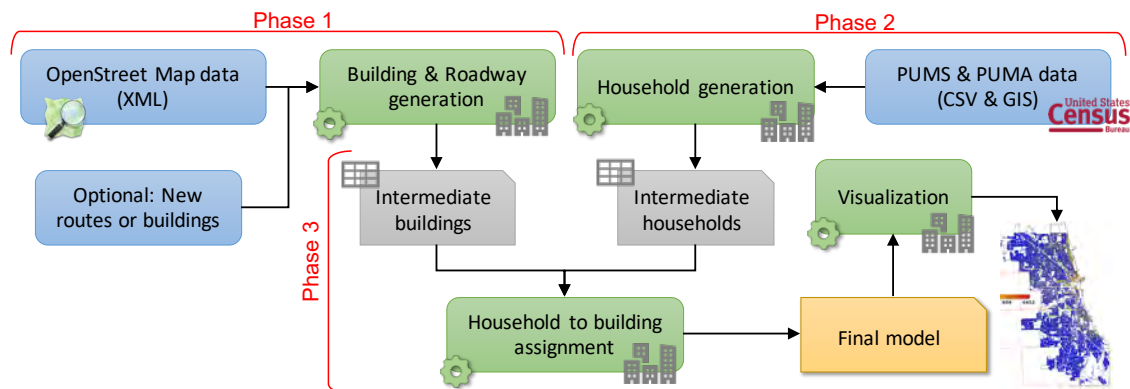 Phase 1
Phase 2
OpenStreet Map data
(XML)
Building & Roadway
generation
Household generation
PUMS & PUMA data
(CSV & GIS)
United States
Census
Bureau
Optional: New
routes or buildings
Phase 3
Intermediate
buildings
Intermediate
households
Visualization
Household to building
assignment
Final model